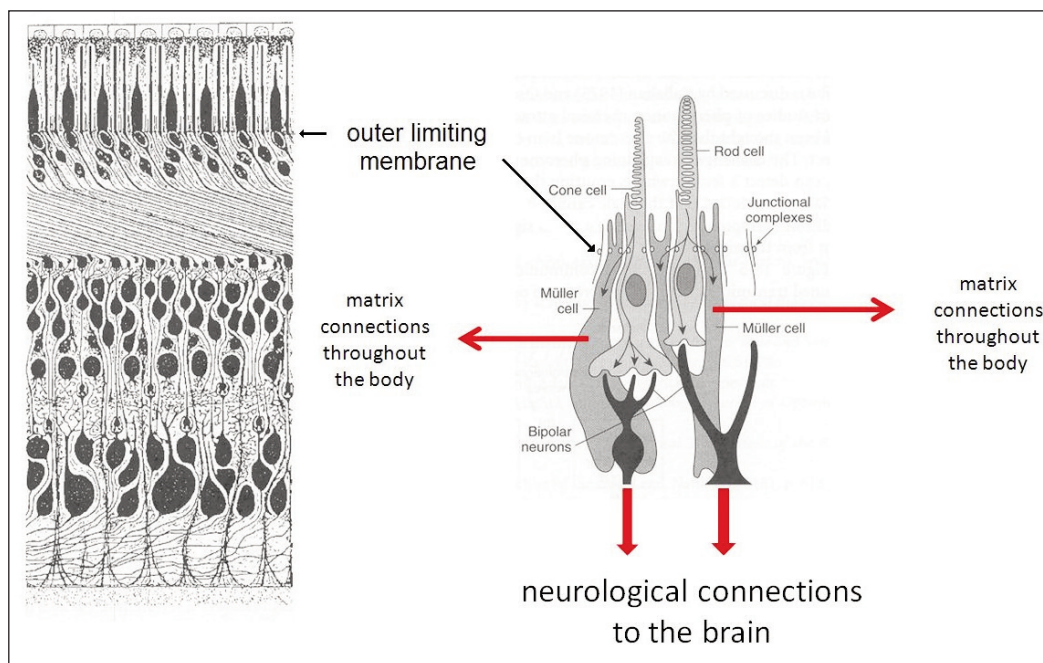 outer limiting
membrane
Cone cell
Rod cell
Junctional
complexes
Müller
cell
Müller cell
Bipolar
neurons
matrix
connections
throughout
the body
matrix
connections
throughout
the body
neurological connections
to the brain